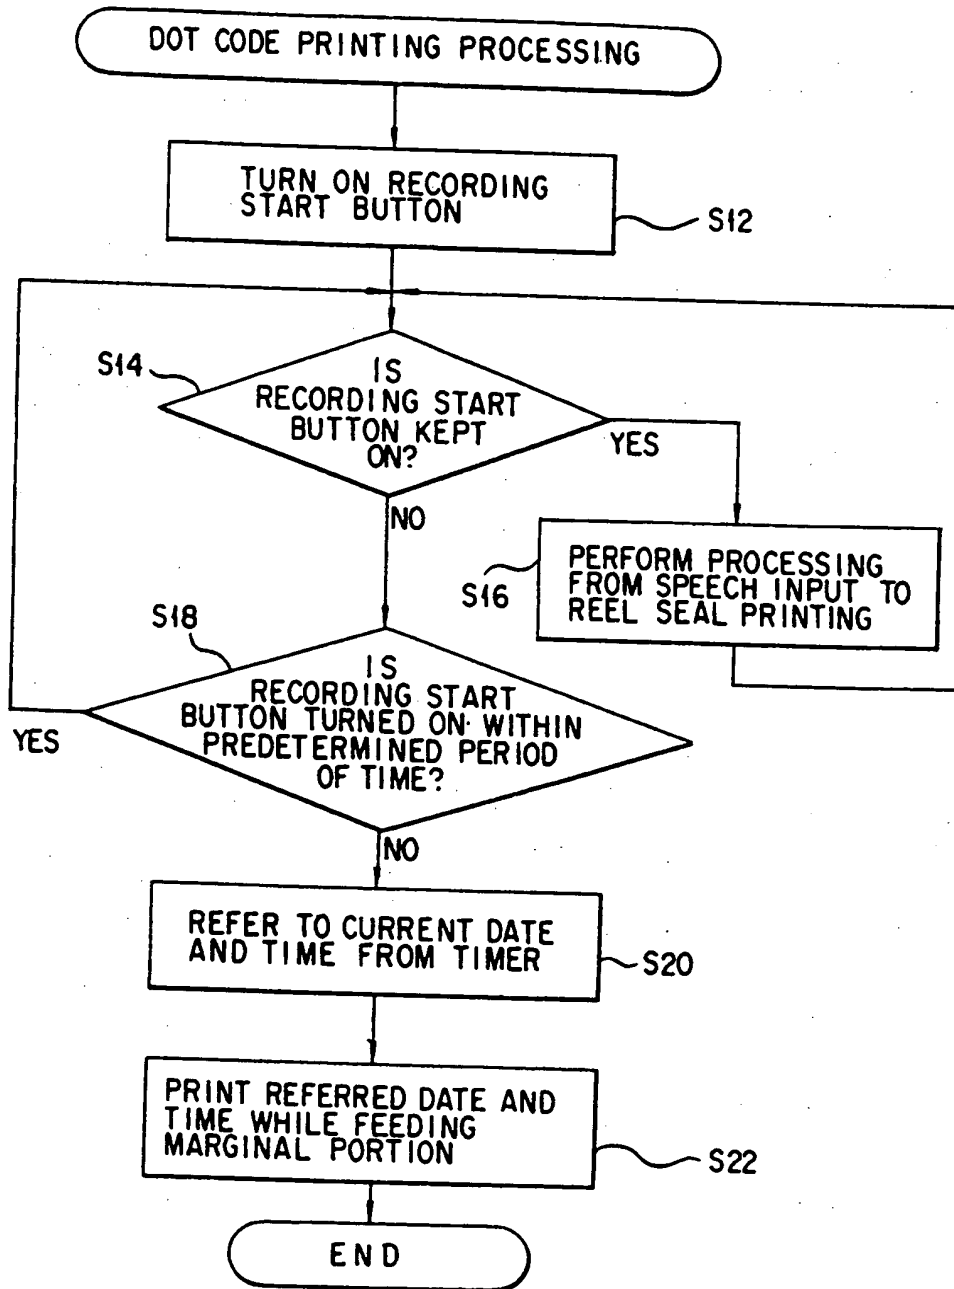 DOT CODE PRINTING PROCESSING
TURN ON RECORDING
START BUTTON
S12
S14
IS
RECORDING START
BUTTON KEPT
ON?
YES
NO
S16
PERFORM PROCESSING
FROM SPEECH INPUT TO
REEL SEAL PRINTING
S18
IS
RECORDING START
BUTTON TURNED ON WITHIN
PREDETERMINED PERIOD
OF TIME?
YES
NO
REFER TO CURRENT DATE
AND TIME FROM TIMER
S20
PRINT REFERRED DATE AND
TIME WHILE FEEDING
MARGINAL PORTION
S22
END